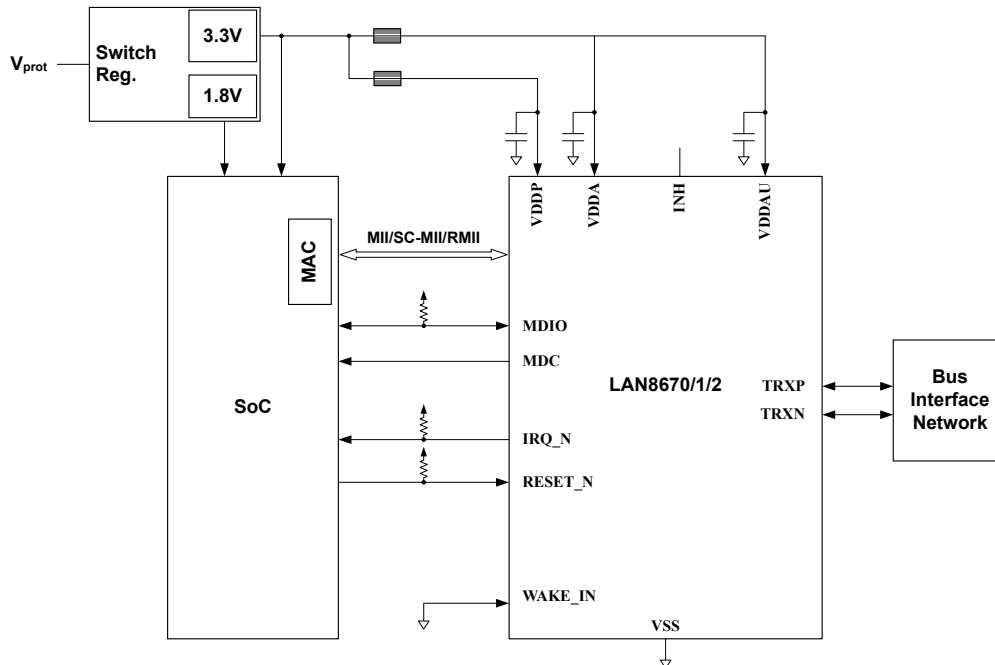 3.3V
Switch
Reg.
Vprot
1.8V
VDDP
VDDA
INH
VDDAU
MAC
MII/SC-MII/RMII
MDIO
MDC
LAN8670/1/2
SoC
TRXP
TRXN
Bus
Interface
Network
IRQ_N
RESET_N
WAKE_IN
VSS